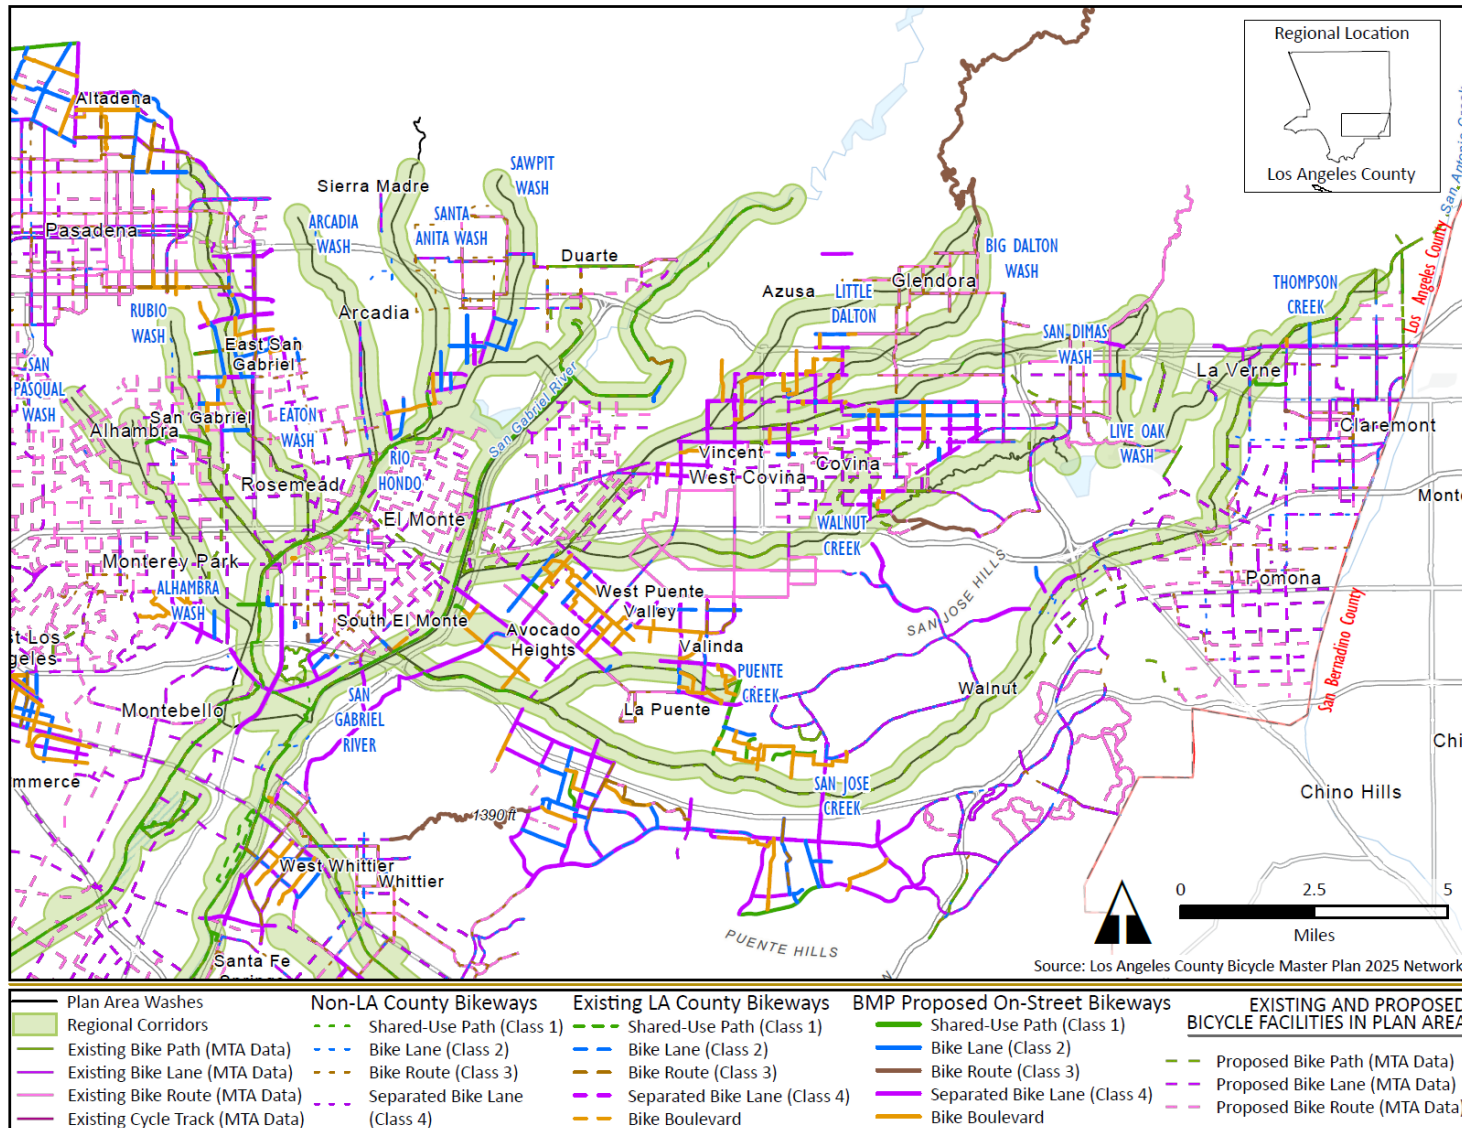 Regional Location
Los Angeles County
San Antonio Creek
Altadena
SAWPIT
WASH
Sierra Madre
ARCADIA
WASH
SANTA
ANITA WASH
Pasadena
Duarte
BIG DALTON
WASH
Glendora
Azusa
LITTLE
DALTON
THOMPSON
CREEK
Los Angeles County
RUBIO
WASH
Arcadia
East San
Gabriel
SAN DIMAS
WASH
La Verne
SAN
PASQUAL
WASH
San Gabriel
EATON
WASH
Alhambra
San Gabriel River
LIVE OAK
WASH
Claremont
RIO
HONDO
Vincent
West Covina
Covina
Rosemead
El Monte
WALNUT
CREEK
Monterey Park
ALHAMBRA
WASH
SAN JOSE HILLS
Pomona
West Puente
Valley
South El Monte
Avocado
Heights
Valinda
PUENTE
CREEK
Walnut
San Bernadino County
SAN
GABRIEL
RIVER
La Puente
Montebello
SAN JOSE
CREEK
Chino Hills
mmerce
1390 ft
West Whittier
Whittier
PUENTE HILLS
Santa Fe
0 2.5 5
Miles
Source: Los Angeles County Bicycle Master Plan 2025 Network
Plan Area Washes
Regional Corridors
Existing Bike Path (MTA Data)
Existing Bike Lane (MTA Data)
Existing Bike Route (MTA Data)
Existing Cycle Track (MTA Data)
Non-LA County Bikeways
Shared-Use Path (Class 1)
Bike Lane (Class 2)
Bike Route (Class 3)
Separated Bike Lane
(Class 4)
Existing LA County Bikeways
Shared-Use Path (Class 1)
Bike Lane (Class 2)
Bike Route (Class 3)
Separated Bike Lane (Class 4)
Bike Boulevard
BMP Proposed On-Street Bikeways
Shared-Use Path (Class 1)
Bike Lane (Class 2)
Bike Route (Class 3)
Separated Bike Lane (Class 4)
Bike Boulevard
EXISTING AND PROPOSED
BICYCLE FACILITIES IN PLAN AREA
Proposed Bike Path (MTA Data)
Proposed Bike Lane (MTA Data)
Proposed Bike Route (MTA Data)